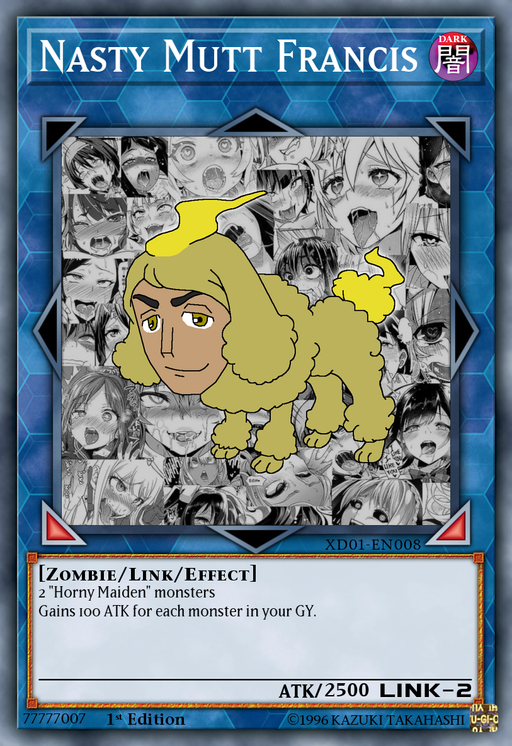 Nasty Mutt Francis
DARK
闇
XD01-EN008
[Zombie/Link/Effect]
2 "Horny Maiden" monsters
Gains 100 ATK for each monster in your GY.
ATK/2500 LINK-2
77777007 1st Edition ©1996 KAZUKI TAKAHASHI